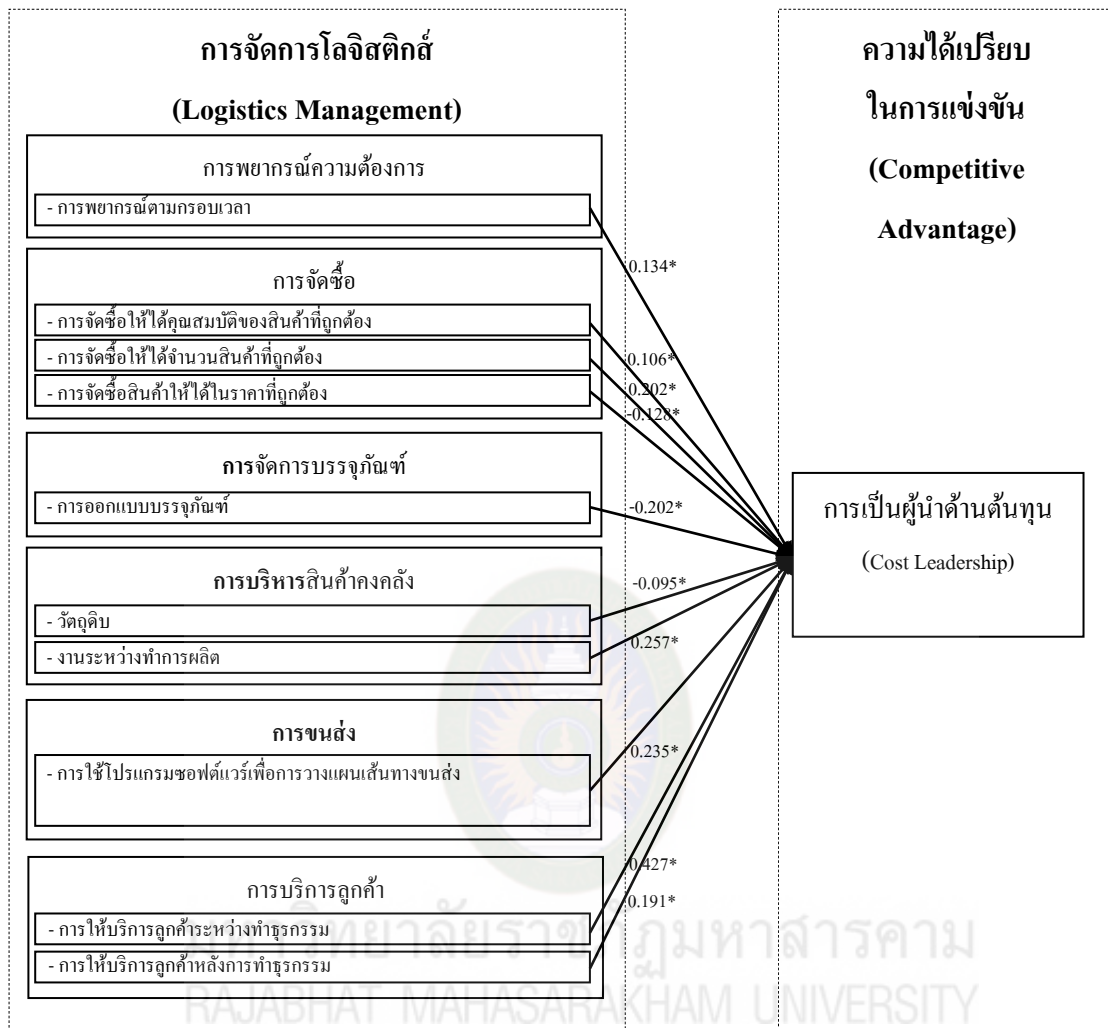 การจัดการโลจิสติกส์
(Logistics Management)
การพยากรณ์ความต้องการ
- การพยากรณ์ตามกรอบเวลา
การจัดซื้อ
- การจัดซื้อให้ได้คุณสมบัติของสินค้าที่ถูกต้อง
- การจัดซื้อให้ได้จำนวนสินค้าที่ถูกต้อง
- การจัดซื้อสินค้าให้ได้ในราคาที่ถูกต้อง
การจัดการบรรจุภัณฑ์
- การออกแบบบรรจุภัณฑ์
การบริหารสินค้าคงคลัง
- วัตถุดิบ
- งานระหว่างทำการผลิต
การขนส่ง
- การใช้โปรแกรมซอฟต์แวร์เพื่อการวางแผนเส้นทางขนส่ง
การบริการลูกค้า
- การให้บริการลูกค้าระหว่างทำธุรกรรม
- การให้บริการลูกค้าหลังการทำธุรกรรม
0.134*
0.106*
0.202*
-0.128*
-0.202*
-0.095*
0.257*
0.235*
0.427*
0.191*
ความได้เปรียบ
ในการแข่งขัน
(Competitive
Advantage)
การเป็นผู้นำด้านต้นทุน
(Cost Leadership)
มหาวิทยาลัยราชภัฏมหาสารคาม
RAJABHAT MAHASARAKHAM UNIVERSITY